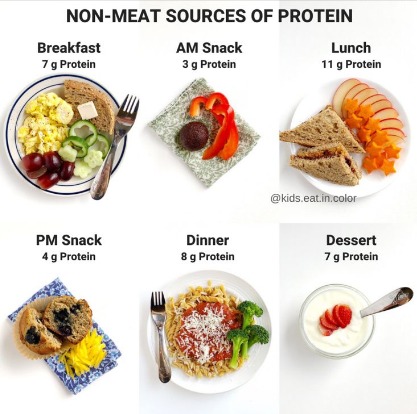 NON-MEAT SOURCES OF PROTEIN
Breakfast
7 g Protein
AM Snack
3 g Protein
Lunch
11 g Protein
@kids.eat.in.color
PM Snack
4 g Protein
Dinner
8 g Protein
Dessert
7 g Protein